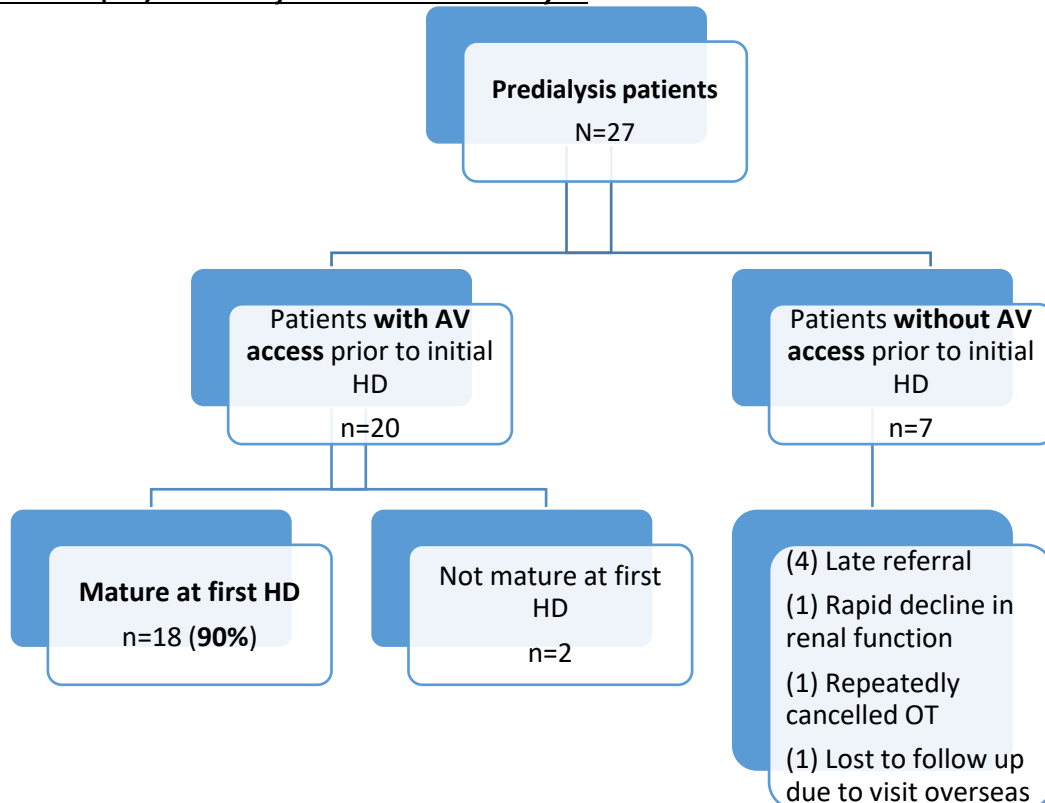 Predialysis patients
N=27
Patients with AV
access prior to initial
HD
n=20
Patients without AV
access prior to initial
HD
n=7
Mature at first HD
n=18 (90%)
Not mature at first
HD
n=2
(4) Late referral
(1) Rapid decline in
renal function
(1) Repeatedly
cancelled OT
(1) Lost to follow up
due to visit overseas